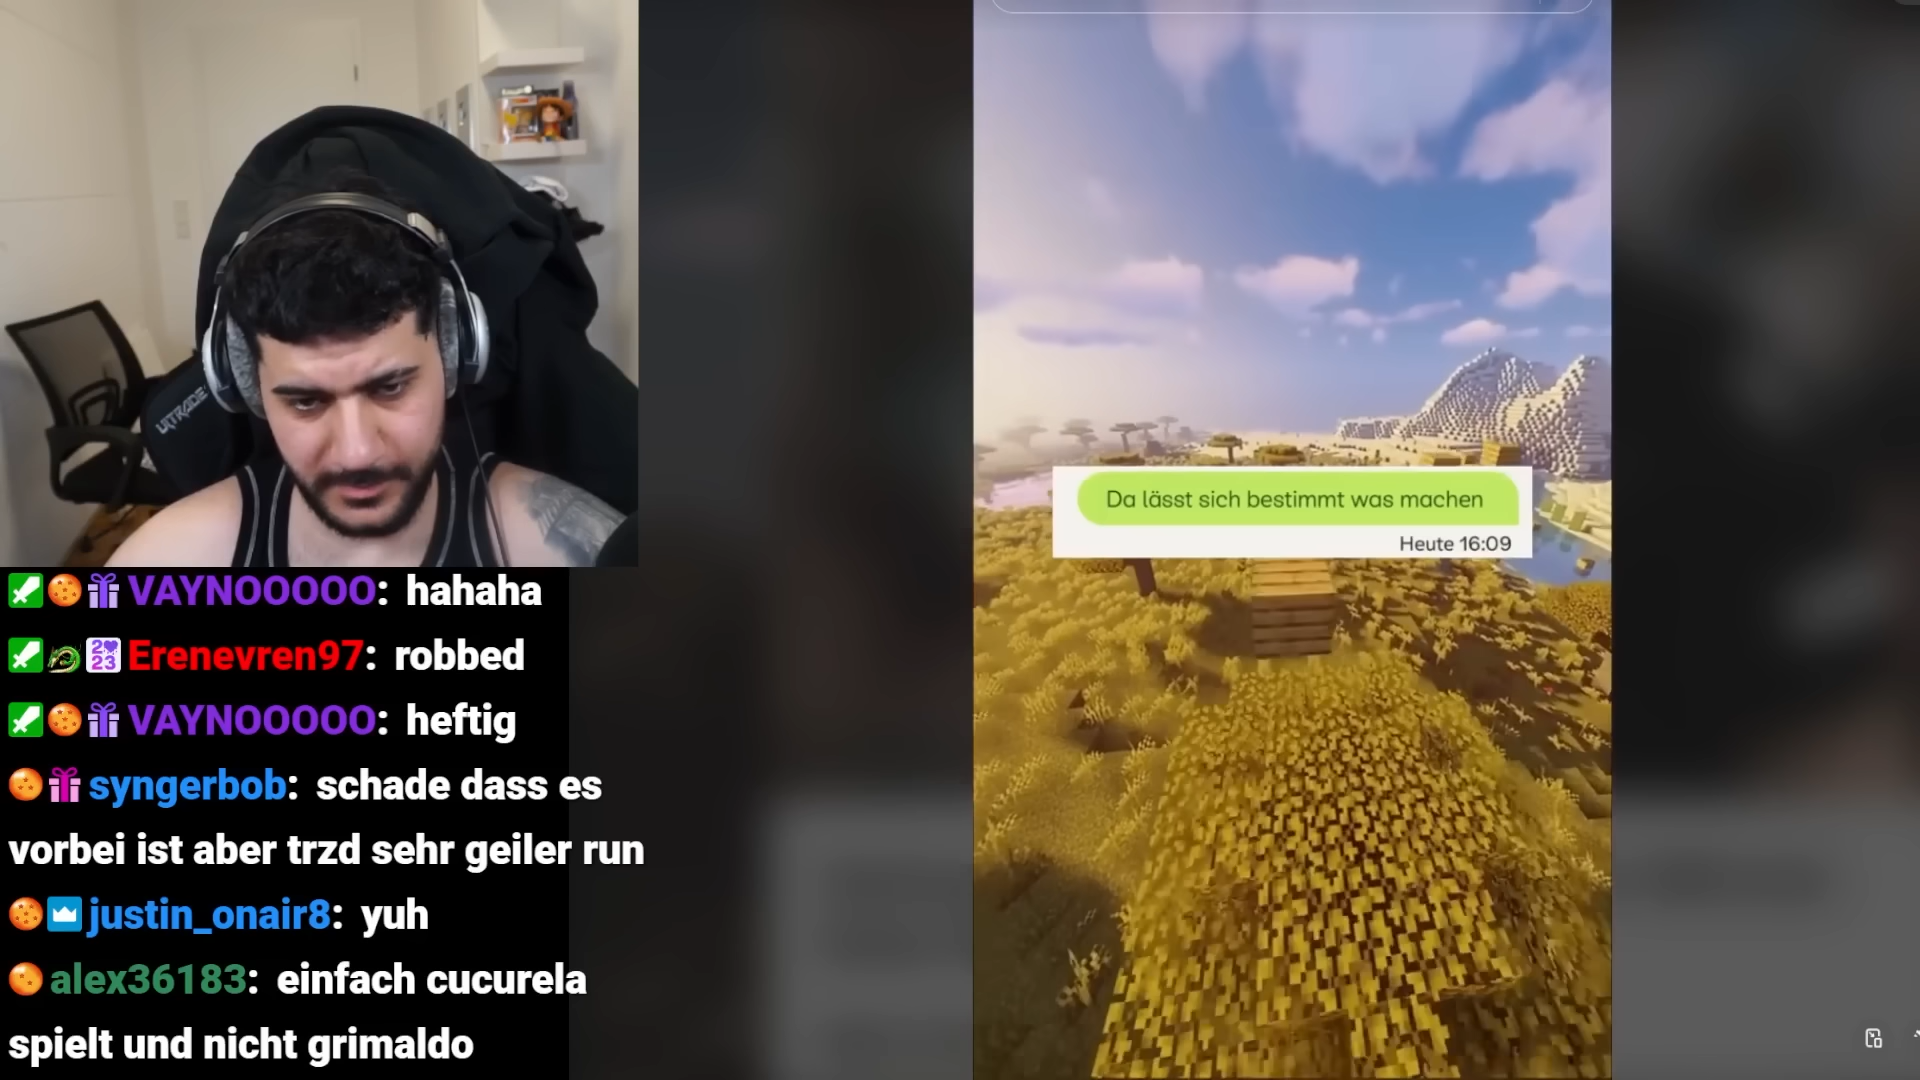 UTRADE
Da lässt sich bestimmt was machen
Heute 16:09
VAYNOOOOO: hahaha
Erenevren97: robbed
VAYNOOOOO: heftig
syngerbob: schade dass es
vorbei ist aber trzd sehr geiler run
justin_onair8: yuh
alex36183: einfach cucurela
spielt und nicht grimaldo